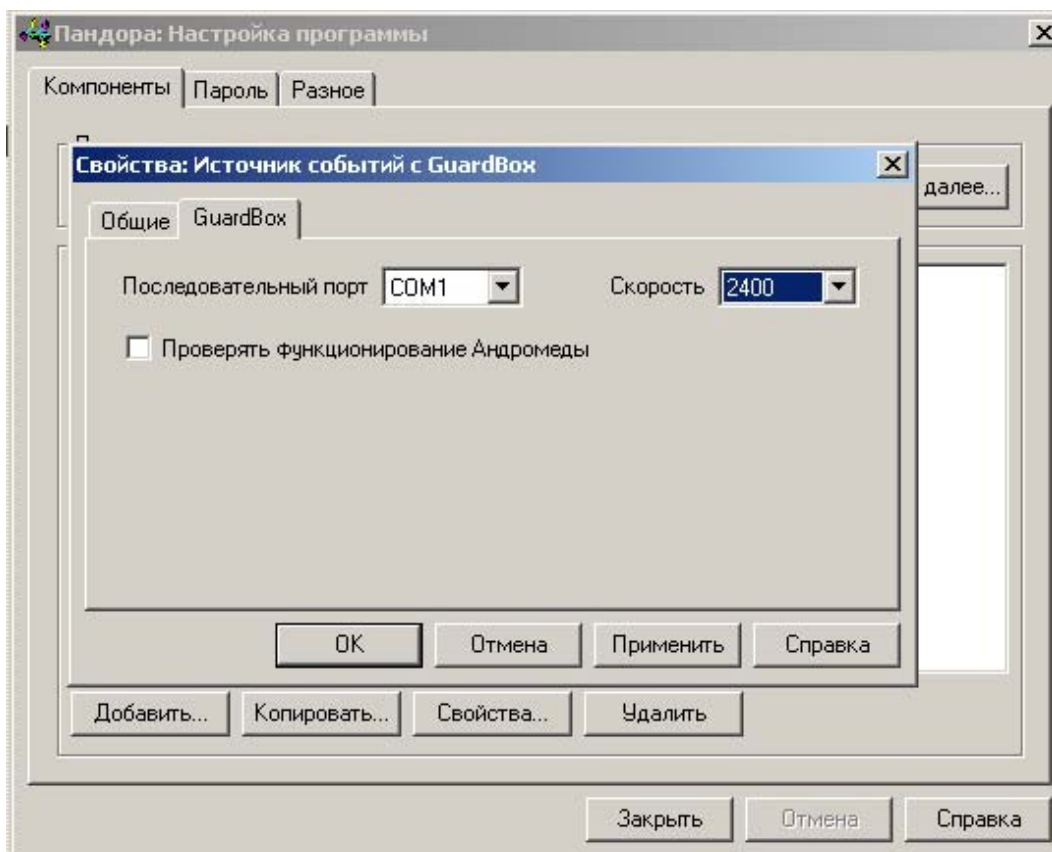 Пандора: Настройка программы
Компоненты Пароль Разное
Свойства: Источник событий с GuardBox
далее...
Общие GuardBox
Последовательный порт COM1 Скорость 2400
Проверять функционирование Андромеды
OK Отмена Применить Справка
Добавить... Копировать... Свойства... Удалить
Закрыть Отмена Справка